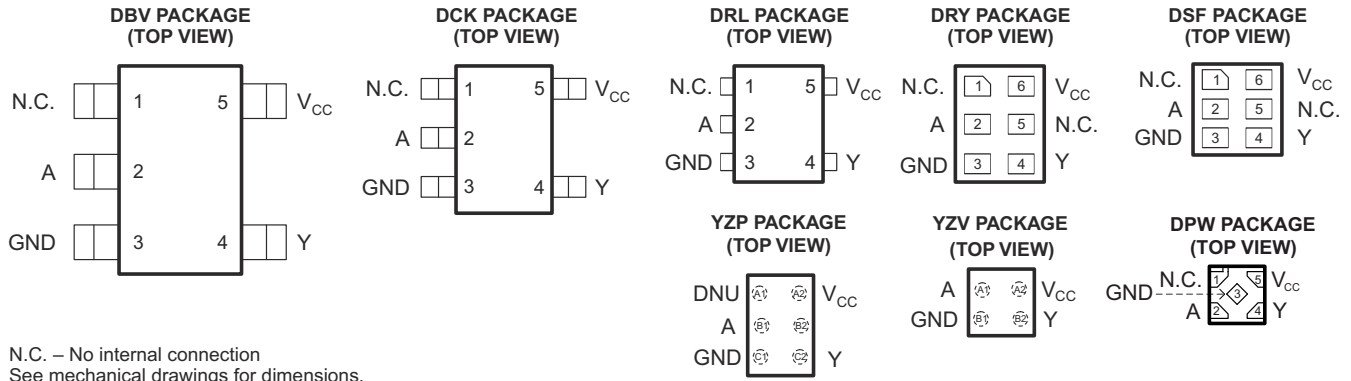 DBV PACKAGE
(TOP VIEW)
N.C. 1 5 VCC
A 2
GND 3 4 Y
DCK PACKAGE
(TOP VIEW)
N.C. 1 5 VCC
A 2
GND 3 4 Y
DRL PACKAGE
(TOP VIEW)
N.C. 1 5 VCC
A 2
GND 3 4 Y
DRY PACKAGE
(TOP VIEW)
N.C. 1 6 VCC
A 2 5 N.C.
GND 3 4 Y
DSF PACKAGE
(TOP VIEW)
N.C. 1 6 VCC
A 2 5 N.C.
GND 3 4 Y
YZP PACKAGE
(TOP VIEW)
DNU A1 A2 VCC
A B1 B2
GND C1 C2 Y
YZV PACKAGE
(TOP VIEW)
A A1 A2 VCC
GND B1 B2 Y
DPW PACKAGE
(TOP VIEW)
N.C. 1 5 VCC
GND 3
A 2 4 Y
N.C. – No internal connection
See mechanical drawings for dimensions.